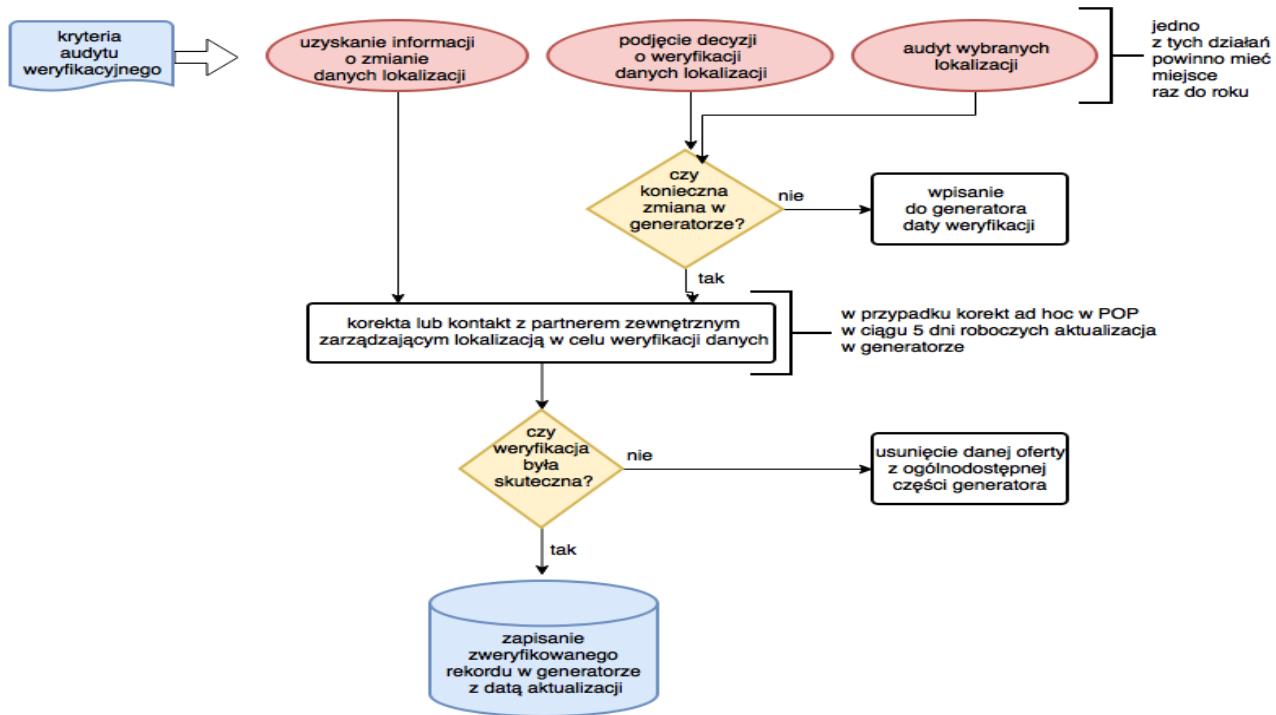 kryteria
audytu
weryfikacyjnego
uzyskanie informacji
o zmianie
danych lokalizacji
podjęcie decyzji
o weryfikacji
danych lokalizacji
audyt wybranych
lokalizacji
jedno
z tych działań
powinno mieć
miejsce
raz do roku
czy
konieczna
zmiana w
generatorze?
nie
wpisanie
do generatora
daty weryfikacji
tak
korekta lub kontakt z partnerem zewnętrznym
zarządzającym lokalizacją w celu weryfikacji danych
w przypadku korekt ad hoc w POP
w ciągu 5 dni roboczych aktualizacja
w generatorze
czy
weryfikacja
była
skuteczna?
nie
usunięcie danej oferty
z ogólnodostępnej
części generatora
tak
zapisanie
zweryfikowanego
rekordu w generatorze
z datą aktualizacji